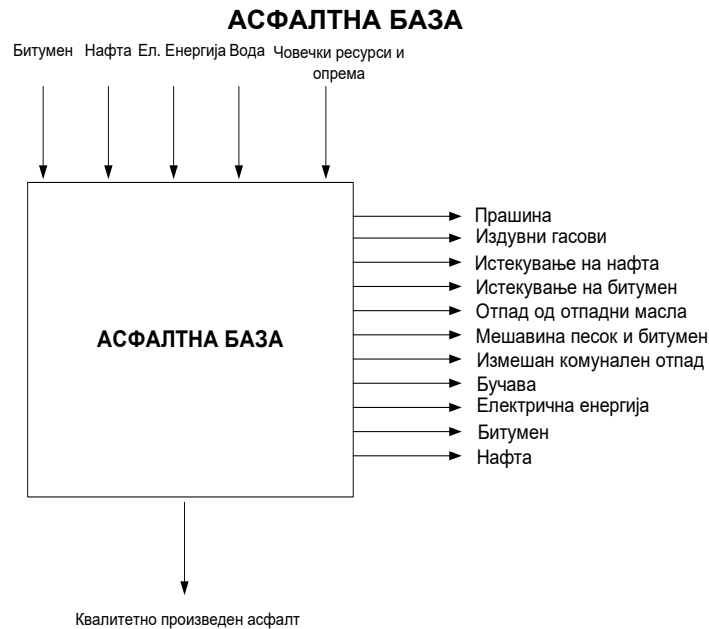 АСФАЛТНА БАЗА
Битумен Нафта Ел. Енергија Вода Човечки ресурси и
опрема
Прашина
Издувни гасови
Истекување на нафта
Истекување на битумен
Отпад од отпадни масла
Мешавина песок и битумен
Измешан комунален отпад
Бучава
Електрична енергија
Битумен
Нафта
АСФАЛТНА БАЗА
Квалитетно произведен асфалт